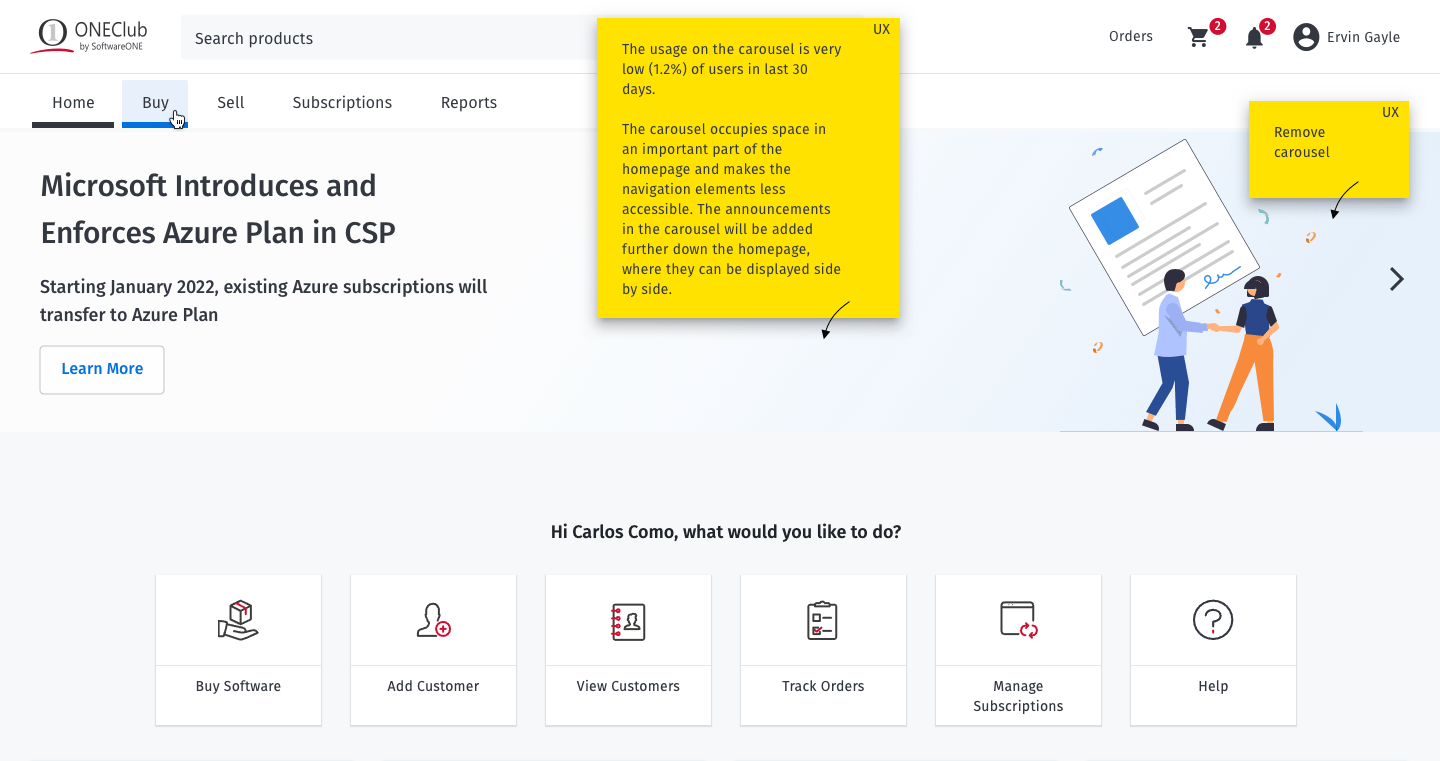 ONEClub
by SoftwareONE
Search products
Orders
2
2
Ervin Gayle
Home
Buy
Sell
Subscriptions
Reports
UX
The usage on the carousel is very
low (1.2%) of users in last 30
days.
The carousel occupies space in
an important part of the
homepage and makes the
navigation elements less
accessible. The announcements
in the carousel will be added
further down the homepage,
where they can be displayed side
by side.
UX
Remove
carousel
Microsoft Introduces and
Enforces Azure Plan in CSP
Starting January 2022, existing Azure subscriptions will
transfer to Azure Plan
Learn More
Hi Carlos Como, what would you like to do?
Buy Software
Add Customer
View Customers
Track Orders
Manage
Subscriptions
Help